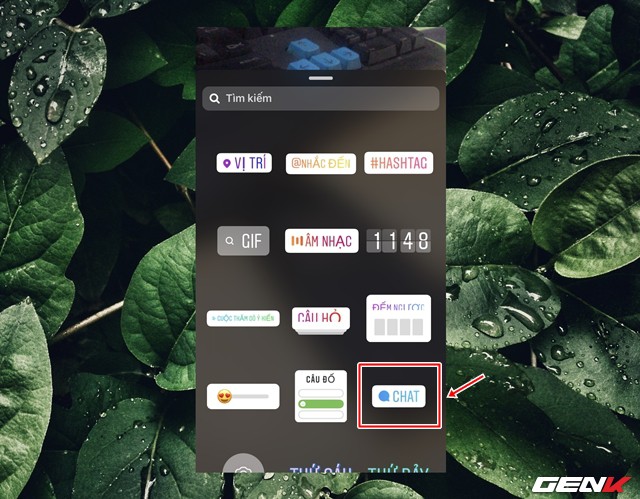 Tìm kiếm
VỊ TRÍ
@NHẮC ĐẾN
#HASHTAG
GIF
ÂM NHẠC
1148
CUỘC THĂM DÒ Ý KIẾN
CÂU HỎ
ĐẾM NGƯỢC
CÂU ĐỐ
CHAT
THỨ SÁU
THỨ BẢY
GENK